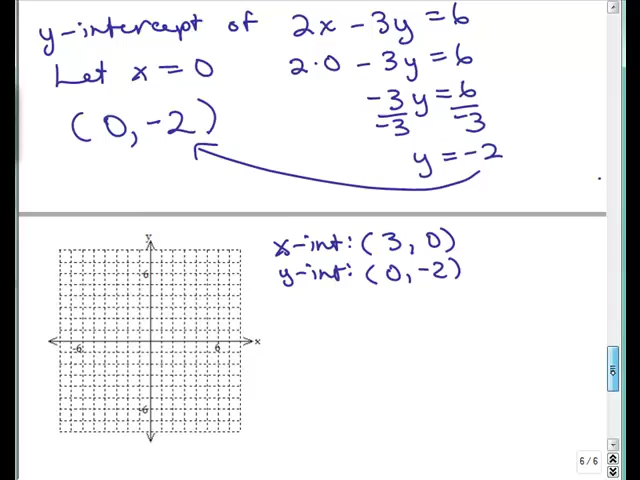 y-intercept of 2x - 3y = 6
Let x = 0 2·0 - 3y = 6
-3/-3 y = 6/-3
(0, -2)
y = -2
x-int: (3, 0)
y-int: (0, -2)
y
6
-6 6 x
-6
6 / 6